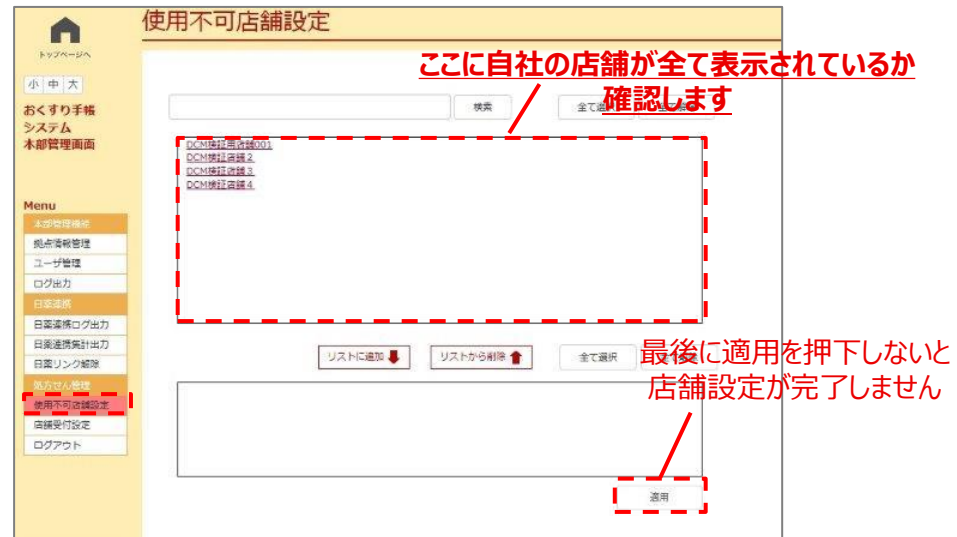 使用不可店舗設定
トップページへ
小 中 大
おくすり手帳
システム
本部管理画面
ここに自社の店舗が全て表示されているか
確認します
検索
全て選択
DCM検証用店舗001
DCM検証店舗2
DCM検証店舗3
DCM検証店舗4
Menu
本部管理機能
拠点情報管理
ユーザ管理
ログ出力
日薬連携
日薬連携ログ出力
日薬連携集計出力
日薬リンク解除
処方せん管理
使用不可店舗設定
店舗受付設定
ログアウト
リストに追加
リストから削除
全て選択
最後に適用を押下しないと
店舗設定が完了しません
適用